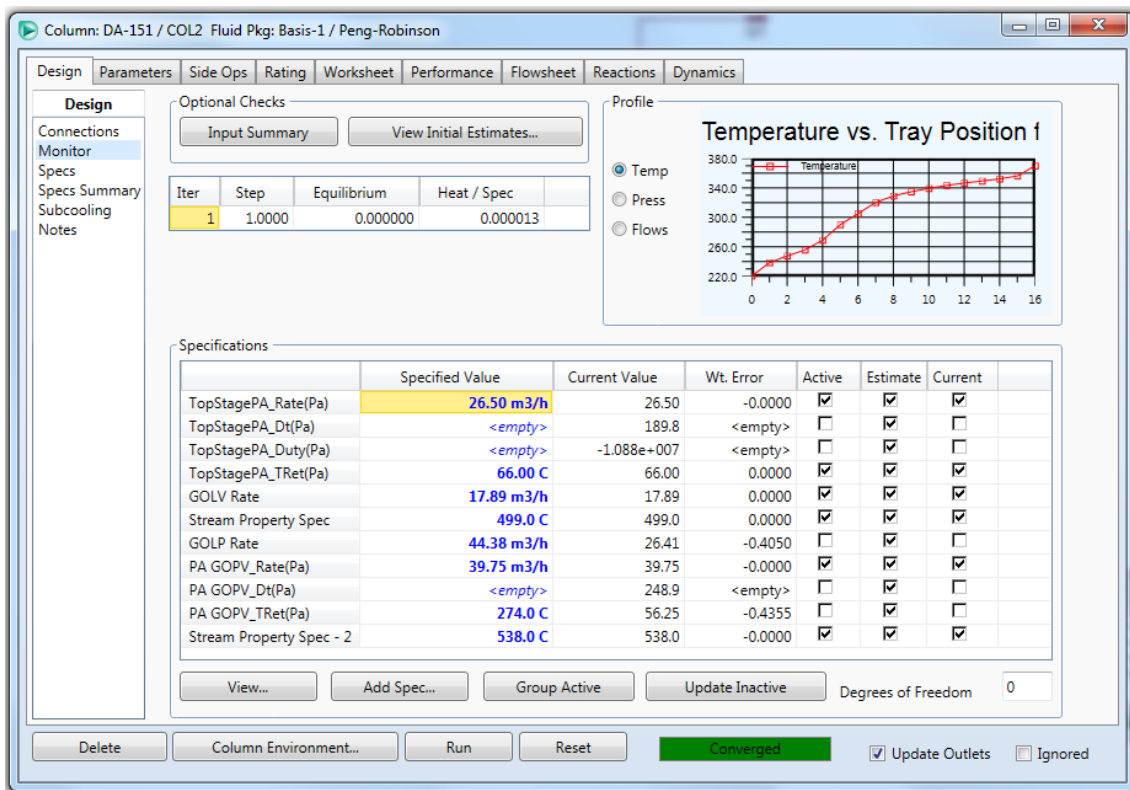 Column: DA-151 / COL2 Fluid Pkg: Basis-1 / Peng-Robinson
Design Parameters Side Ops Rating Worksheet Performance Flowsheet Reactions Dynamics
Design
Connections
Monitor
Specs
Specs Summary
Subcooling
Notes
Optional Checks
Input Summary View Initial Estimates...
Iter Step Equilibrium Heat / Spec
1 1.0000 0.000000 0.000013
Profile
Temp
Press
Flows
Temperature vs. Tray Position f
Temperature
380.0
340.0
300.0
260.0
220.0
0 2 4 6 8 10 12 14 16
Specifications
Specified Value Current Value Wt. Error Active Estimate Current
TopStagePA_Rate(Pa) 26.50 m3/h 26.50 -0.0000
TopStagePA_Dt(Pa) <empty> 189.8 <empty>
TopStagePA_Duty(Pa) <empty> -1.088e+007 <empty>
TopStagePA_TRet(Pa) 66.00 C 66.00 0.0000
GOLV Rate 17.89 m3/h 17.89 0.0000
Stream Property Spec 499.0 C 499.0 0.0000
GOLP Rate 44.38 m3/h 26.41 -0.4050
PA GOPV_Rate(Pa) 39.75 m3/h 39.75 -0.0000
PA GOPV_Dt(Pa) <empty> 248.9 <empty>
PA GOPV_TRet(Pa) 274.0 C 56.25 -0.4355
Stream Property Spec - 2 538.0 C 538.0 -0.0000
View... Add Spec... Group Active Update Inactive Degrees of Freedom 0
Delete Column Environment... Run Reset Converged Update Outlets Ignored